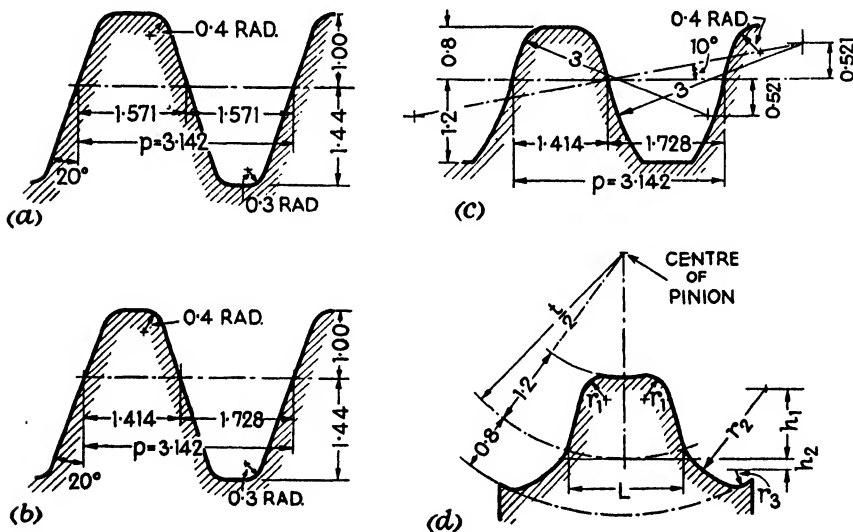 0.4 RAD.
1.00
1.571
1.571
p=3.142
1.44
20°
0.3 RAD
(a)
0.4 RAD.
0.8
10°
3
3
0.521
0.521
1.2
1.414
1.728
p=3.142
(c)
0.4 RAD.
1.00
1.414
1.728
p=3.142
1.44
20°
0.3 RAD
(b)
CENTRE
OF
PINION
t/2
1.2
0.8
r1
r1
r2
h1
h2
L
r3
(d)